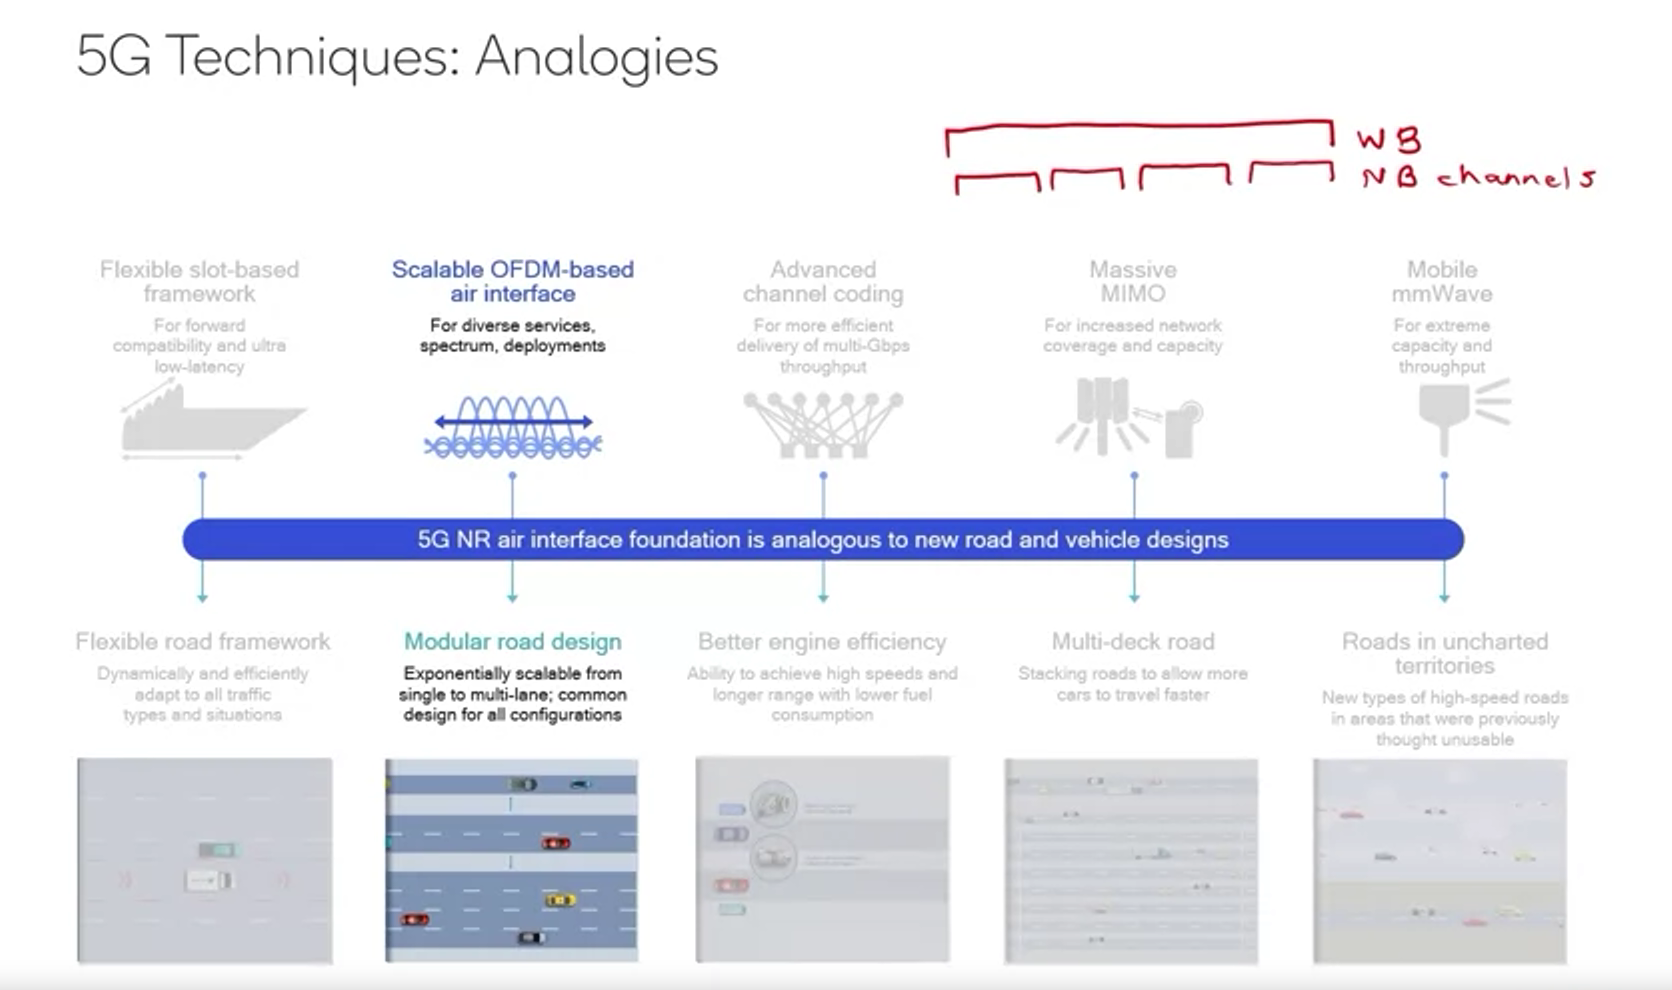 5G Techniques: Analogies
WB
NB channels
Flexible slot-based
framework
For forward
compatibility and ultra
low-latency
Scalable OFDM-based
air interface
For diverse services,
spectrum, deployments
Advanced
channel coding
For more efficient
delivery of multi-Gbps
throughput
Massive
MIMO
For increased network
coverage and capacity
Mobile
mmWave
For extreme
capacity and
throughput
5G NR air interface foundation is analogous to new road and vehicle designs
Flexible road framework
Dynamically and efficiently
adapt to all traffic
types and situations
Modular road design
Exponentially scalable from
single to multi-lane; common
design for all configurations
Better engine efficiency
Ability to achieve high speeds and
longer range with lower fuel
consumption
Multi-deck road
Stacking roads to allow more
cars to travel faster
Roads in uncharted
territories
New types of high-speed roads
in areas that were previously
thought unusable